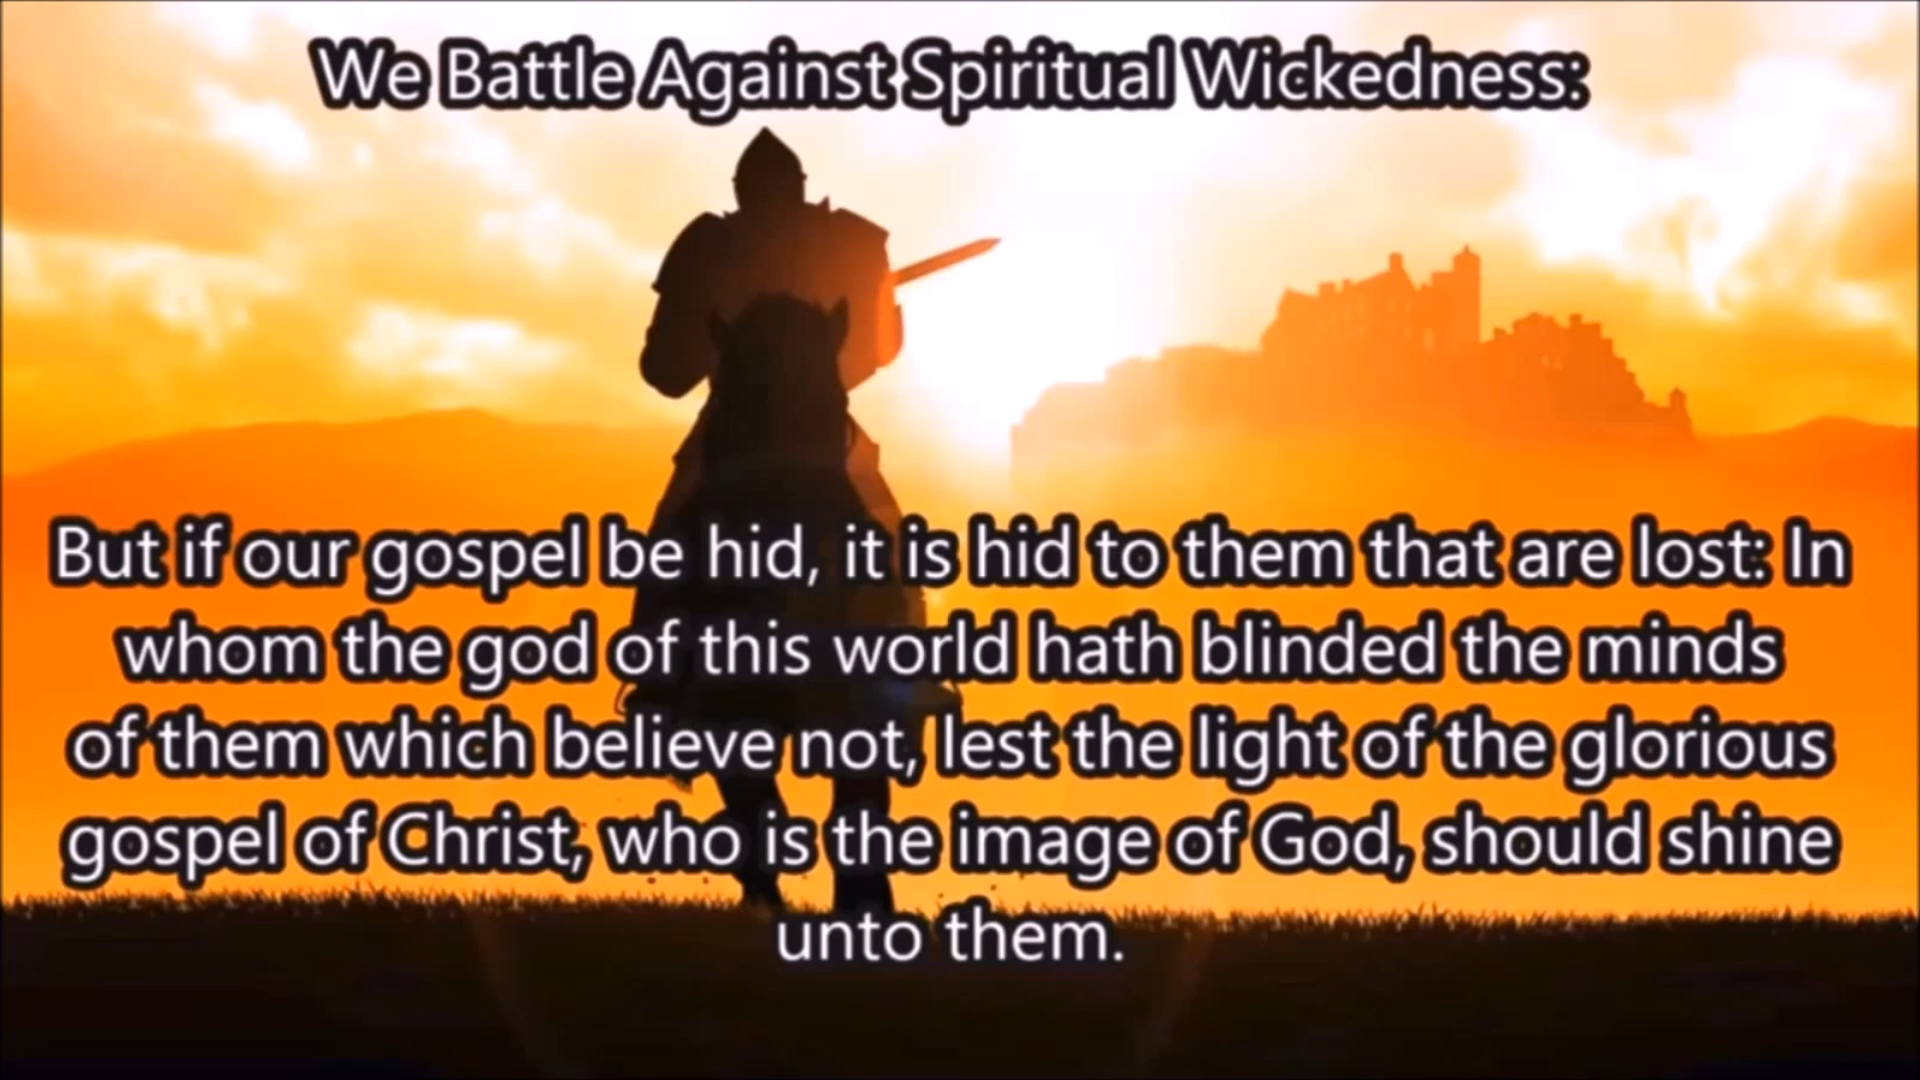 We Battle Against Spiritual Wickedness:
But if our gospel be hid, it is hid to them that are lost: In
whom the god of this world hath blinded the minds
of them which believe not, lest the light of the glorious
gospel of Christ, who is the image of God, should shine
unto them.